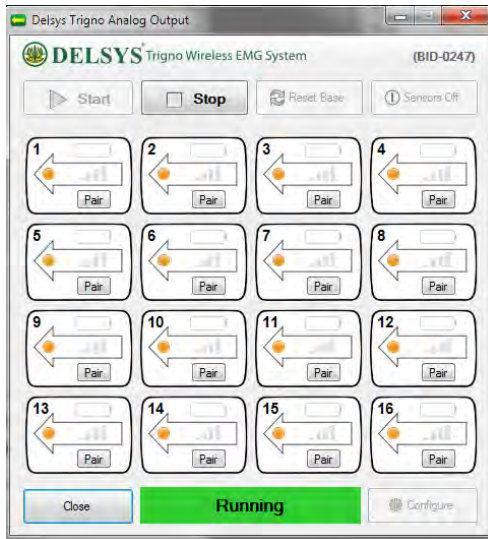 Delsys Trigno Analog Output
DELSYS Trigno Wireless EMG System (BID-0247)
Start Stop Reset Base Sensors Off
1 2 3 4
Pair Pair Pair Pair
5 6 7 8
Pair Pair Pair Pair
9 10 11 12
Pair Pair Pair Pair
13 14 15 16
Pair Pair Pair Pair
Close Running Configure